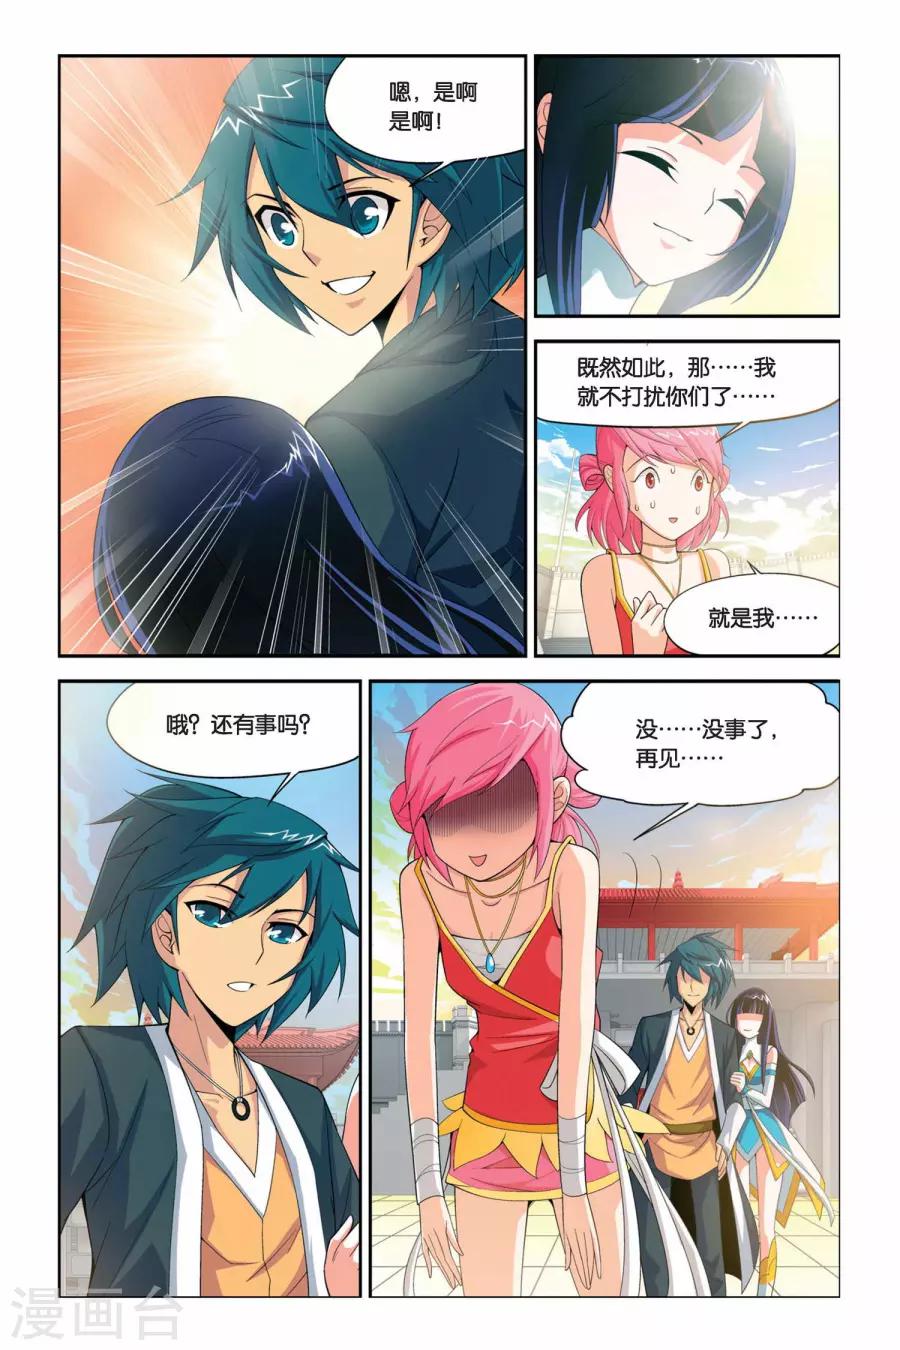 嗯，是啊
是啊！
既然如此，那……我
就不打扰你们了……
就是我……
哦？还有事吗？
没……没事了，
再见……
漫画台